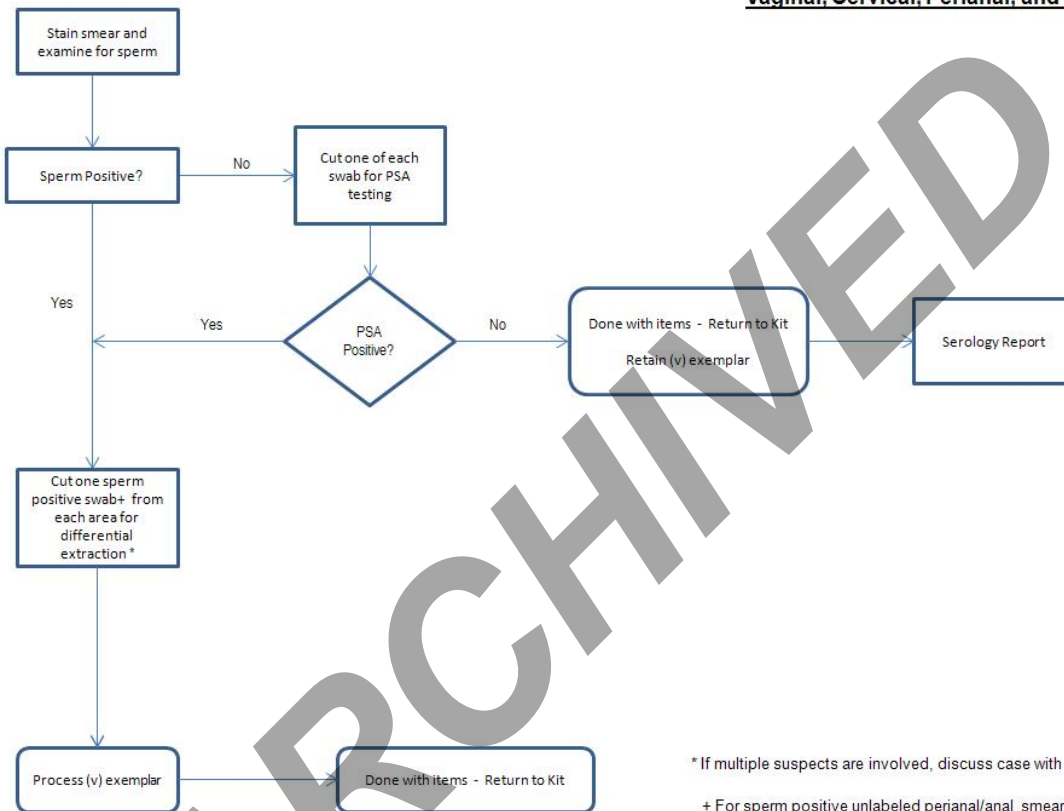 Vaginal, Cervical, Perianal, and
Stain smear and
examine for sperm
Sperm Positive?
No
Cut one of each
swab for PSA
testing
Yes
Yes
PSA
Positive?
No
Done with items - Return to Kit
Retain (v) exemplar
Serology Report
Cut one sperm
positive swab+ from
each area for
differential
extraction *
Process (v) exemplar
Done with items - Return to Kit
* If multiple suspects are involved, discuss case with
+ For sperm positive unlabeled perianal/anal smear
ARCHIVED